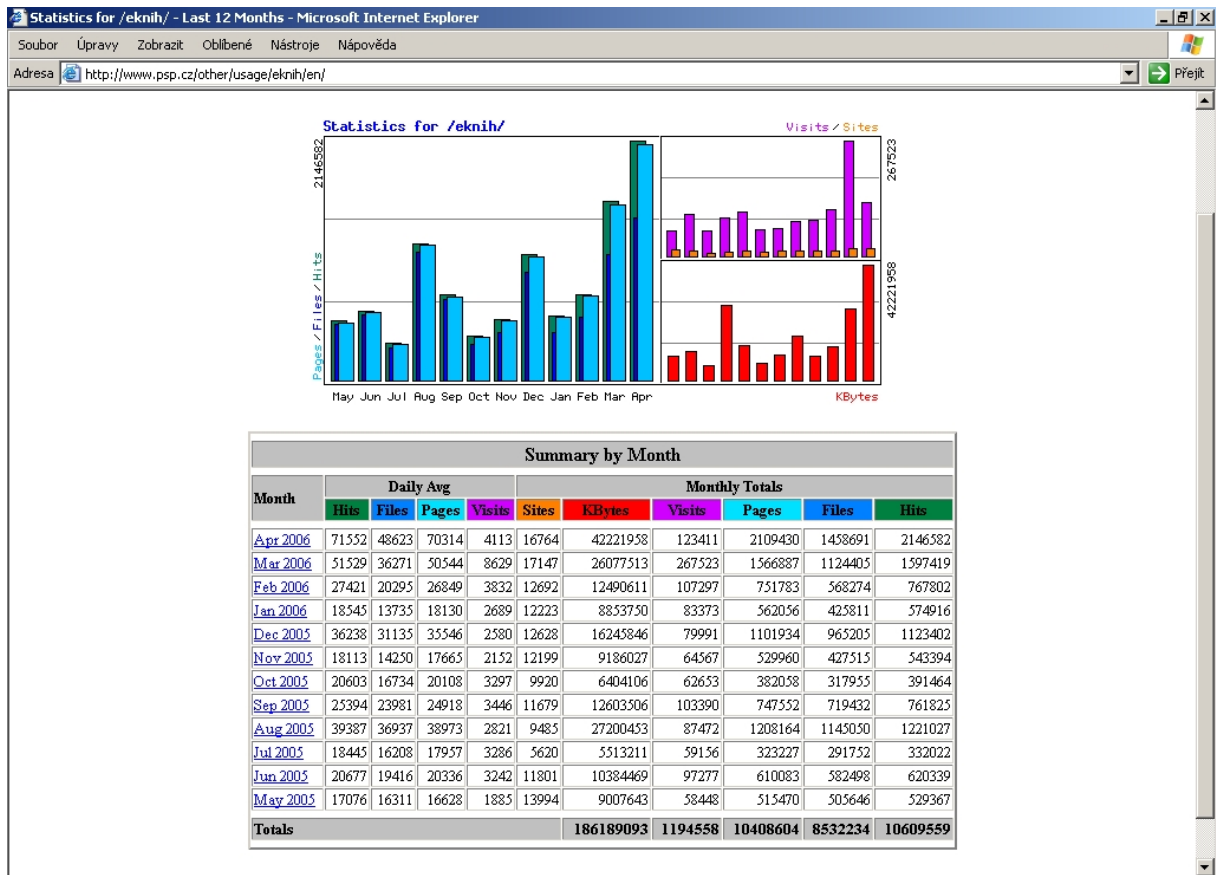 Statistics for /eknih/ - Last 12 Months - Microsoft Internet Explorer
Soubor Úpravy Zobrazit Oblíbené Nástroje Nápověda
Adresa http://www.psp.cz/other/usage/eknih/en/ Přejít
Statistics for /eknih/
Visits / Sites
2146582
267523
42221958
Pages / Files / Hits
May Jun Jul Aug Sep Oct Nov Dec Jan Feb Mar Apr
KBytes
Summary by Month
Month Daily Avg Monthly Totals
Hits Files Pages Visits Sites KBytes Visits Pages Files Hits
Apr 2006 71552 48623 70314 4113 16764 42221958 123411 2109430 1458691 2146582
Mar 2006 51529 36271 50544 8629 17147 26077513 267523 1566887 1124405 1597419
Feb 2006 27421 20295 26849 3832 12692 12490611 107297 751783 568274 767802
Jan 2006 18545 13735 18130 2689 12223 8853750 83373 562056 425811 574916
Dec 2005 36238 31135 35546 2580 12628 16245846 79991 1101934 965205 1123402
Nov 2005 18113 14250 17665 2152 12199 9186027 64567 529960 427515 543394
Oct 2005 20603 16734 20108 3297 9920 6404106 62653 382058 317955 391464
Sep 2005 25394 23981 24918 3446 11679 12603506 103390 747552 719432 761825
Aug 2005 39387 36937 38973 2821 9485 27200453 87472 1208164 1145050 1221027
Jul 2005 18445 16208 17957 3286 5620 5513211 59156 323227 291752 332022
Jun 2005 20677 19416 20336 3242 11801 10384469 97277 610083 582498 620339
May 2005 17076 16311 16628 1885 13994 9007643 58448 515470 505646 529367
Totals 186189093 1194558 10408604 8532234 10609559